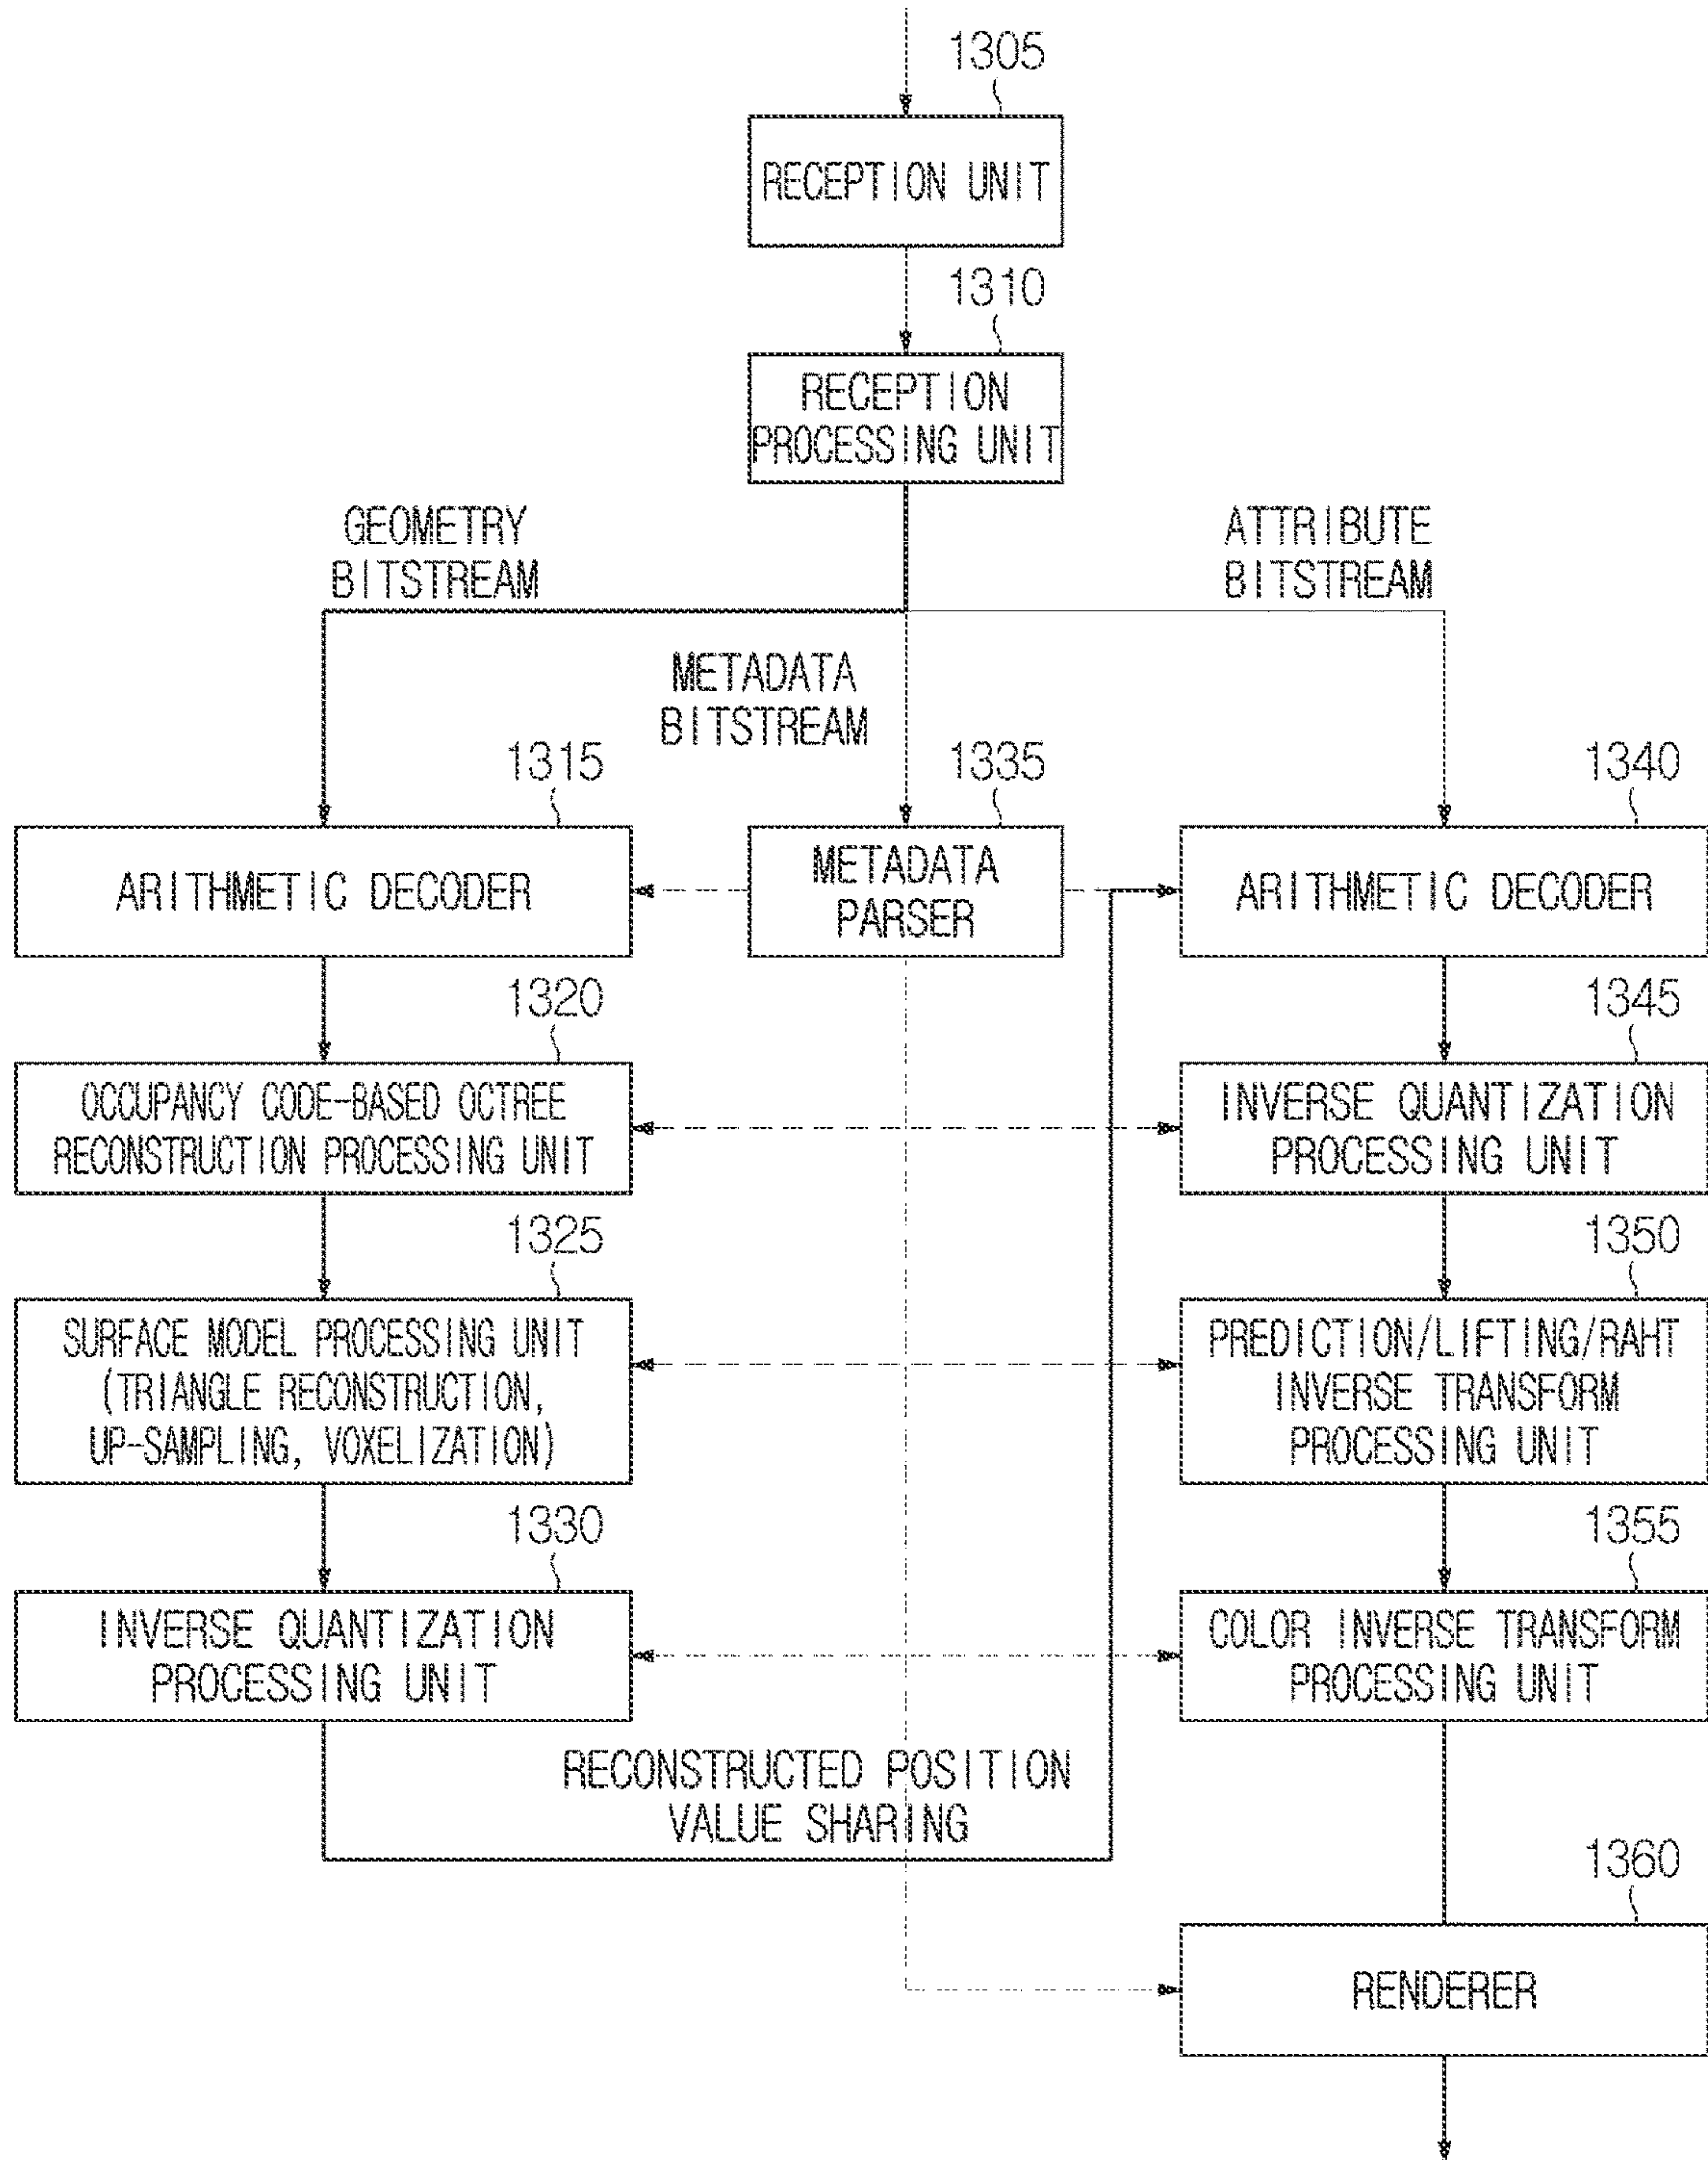 1305
RECEPTION UNIT
1310
RECEPTION
PROCESSING UNIT
GEOMETRY
BITSTREAM
ATTRIBUTE
BITSTREAM
METADATA
BITSTREAM
1315
1335
1340
ARITHMETIC DECODER
METADATA
PARSER
ARITHMETIC DECODER
1320
1345
OCCUPANCY CODE-BASED OCTREE
RECONSTRUCTION PROCESSING UNIT
INVERSE QUANTIZATION
PROCESSING UNIT
1325
1350
SURFACE MODEL PROCESSING UNIT
(TRIANGLE RECONSTRUCTION,
UP-SAMPLING, VOXELIZATION)
PREDICTION/LIFTING/RAHT
INVERSE TRANSFORM
PROCESSING UNIT
1330
1355
INVERSE QUANTIZATION
PROCESSING UNIT
COLOR INVERSE TRANSFORM
PROCESSING UNIT
RECONSTRUCTED POSITION
VALUE SHARING
1360
RENDERER